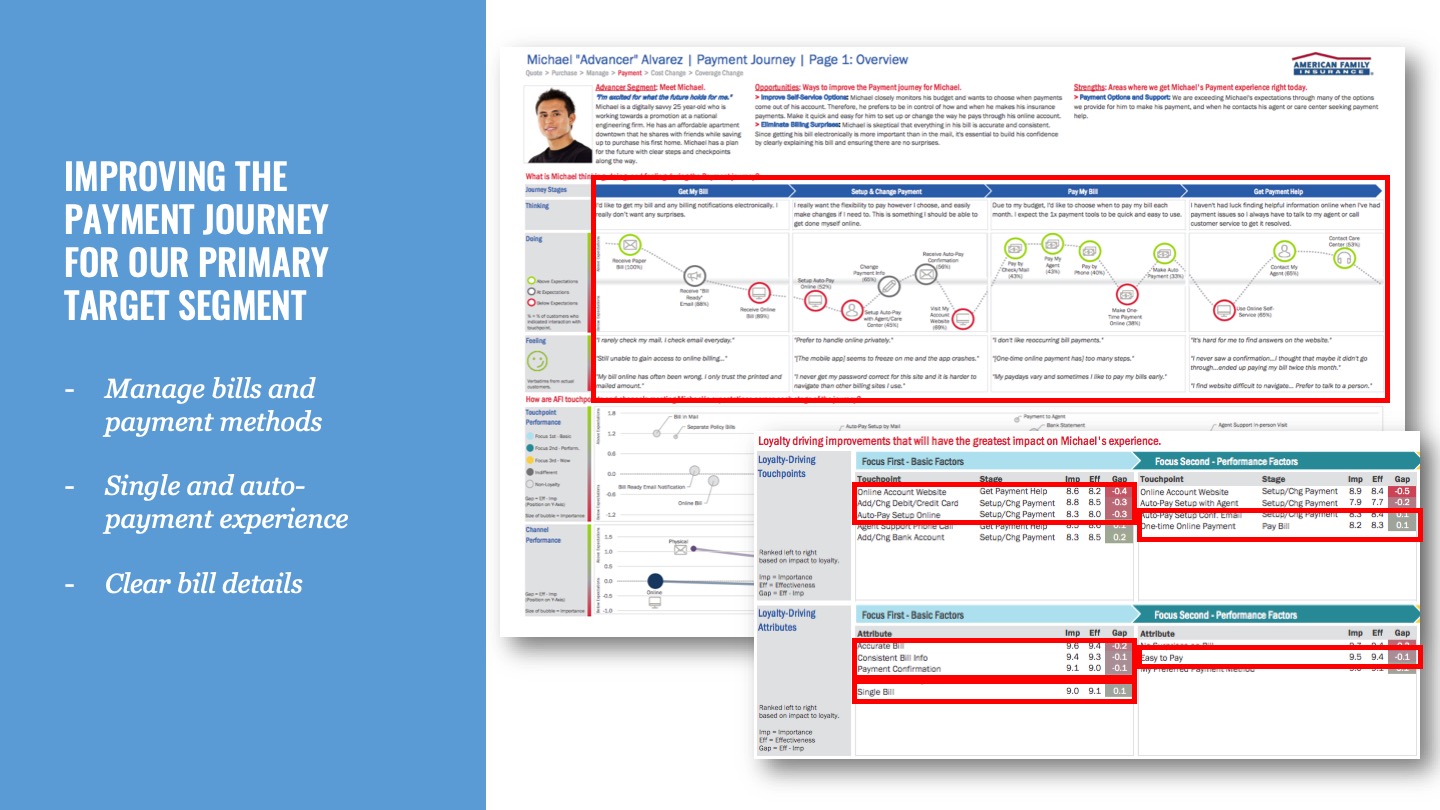 IMPROVING THE
PAYMENT JOURNEY
FOR OUR PRIMARY
TARGET SEGMENT
- Manage bills and
payment methods
- Single and auto-
payment experience
- Clear bill details
Michael "Advancer" Alvarez | Payment Journey | Page 1: Overview
Quote > Purchase > Manage > Payment > Cost Change > Coverage Change
AMERICAN FAMILY
INSURANCE
Advancer Segment: Meet Michael.
"I'm excited for what the future holds for me."
Michael is a digitally savvy 25 year-old who is
working towards a promotion at a national
engineering firm. He has an affordable apartment
downtown that he shares with friends while saving
up to purchase his first home. Michael has a plan
for the future with clear steps and checkpoints
along the way.
Opportunities: Ways to improve the Payment journey for Michael.
> Improve Self-Service Options: Michael closely monitors his budget and wants to choose when payments
come out of his account. Therefore, he prefers to be in control of how and when he makes his insurance
payments. Make it quick and easy for him to set up or change the way he pays through his online account.
> Eliminate Billing Surprises: Michael is skeptical that everything in his bill is accurate and consistent.
Since getting his bill electronically is more important than in the mail, it's essential to build his confidence
by clearly explaining his bill and ensuring there are no surprises.
Strengths: Areas where we get Michael's Payment experience right today.
> Payment Options and Support: We are exceeding Michael's expectations through many of the options
we provide for him to make his payment, and when he contacts his agent or care center seeking payment
help.
What is Michael
Journey Stages
Get My Bill
Setup & Change Payment
Pay My Bill
Get Payment Help
Thinking
I'd like to get my bill and any billing notifications electronically. I
really don't want any surprises.
I really want the flexibility to pay however I choose, and easily
make changes if I need to. This is something I should be able to
get done myself online.
Due to my budget, I'd like to choose when to pay my bill each
month. I expect the 1x payment tools to be quick and easy to use.
I haven't had luck finding helpful information online when I've had
payment issues so I always have to talk to my agent or call
customer service to get it resolved.
Doing
Above Expectations
At Expectations
Below Expectations
% = % of customers who
indicated interaction with
touchpoint.
Receive Paper
Bill (100%)
Receive "Bill
Ready"
Email (88%)
Receive Online
Bill (89%)
Setup Auto-Pay
Online (52%)
Change
Payment Info
(65%)
Setup Auto-Pay
with Agent/Care
Center (45%)
Receive Auto-Pay
Confirmation
(56%)
Visit My
Account
Website
(69%)
Pay by
Check/Mail
(43%)
Pay My
Agent
(43%)
Pay by
Phone (40%)
Make One-
Time Payment
Online (38%)
Make Auto
Payment (33%)
Use Online Self-
Service (65%)
Contact My
Agent (65%)
Contact Care
Center (53%)
Feeling
Verbatims from actual
customers.
"I rarely check my mail. I check email everyday."
"Still unable to gain access to online billing..."
"My bill online has often been wrong. I only trust the printed and
mailed amount."
"Prefer to handle online privately."
"[The mobile app] seems to freeze on me and the app crashes."
"I never get my password correct for this site and it is harder to
navigate than other billing sites I use."
"I don't like reoccurring bill payments."
"[One-time online payment has] too many steps."
"My paydays vary and sometimes I like to pay my bills early."
"It's hard for me to find answers on the website."
"I never saw a confirmation...I thought that maybe it didn't go
through...ended up paying my bill twice this month."
"I find website difficult to navigate... Prefer to talk to a person."
How are AFI
Touchpoint
Performance
Focus 1st - Basic
Focus 2nd - Perform.
Focus 3rd - Wow
Indifferent
Non-Loyalty
Gap = Eff - Imp
(Position on Y-Axis)
Size of bubble = Importance
1.8
1.2
0.6
0.0
-0.6
-1.2
Bill in Mail
Separate Policy Bills
Bill Ready Email Notification
Online Bill
Auto-Pay Setup by Mail
Payment to Agent
Bank Statement
Agent Support In-person Visit
Channel
Performance
Gap = Eff - Imp
(Position on Y-Axis)
Size of bubble = Importance
1.5
1.0
0.5
0.0
-0.5
-1.0
Physical
Online
Loyalty driving improvements that will have the greatest impact on Michael's experience.
Loyalty-Driving
Touchpoints
Ranked left to right
based on impact to loyalty.
Imp = Importance
Eff = Effectiveness
Gap = Eff - Imp
Focus First - Basic Factors
Touchpoint Stage Imp Eff Gap
Online Account Website Get Payment Help 8.6 8.2 -0.4
Add/Chg Debit/Credit Card Setup/Chg Payment 8.8 8.5 -0.3
Auto-Pay Setup Online Setup/Chg Payment 8.3 8.0 -0.3
Agent Support Phone Call Get Payment Help
Add/Chg Bank Account Setup/Chg Payment 8.3 8.5 0.2
Focus Second - Performance Factors
Touchpoint Stage Imp Eff Gap
Online Account Website Setup/Chg Payment 8.9 8.4 -0.5
Auto-Pay Setup with Agent Setup/Chg Payment 7.9 7.7 -0.2
Auto-Pay Setup Conf. Email Setup/Chg Payment 8.3 8.4 0.1
One-time Online Payment Pay Bill 8.2 8.3 0.1
Loyalty-Driving
Attributes
Ranked left to right
based on impact to loyalty.
Imp = Importance
Eff = Effectiveness
Gap = Eff - Imp
Focus First - Basic Factors
Attribute Imp Eff Gap
Accurate Bill 9.6 9.4 -0.2
Consistent Bill Info 9.4 9.3 -0.1
Payment Confirmation 9.1 9.0 -0.1
Single Bill 9.0 9.1 0.1
Focus Second - Performance Factors
Attribute Imp Eff Gap
Easy to Pay 9.5 9.4 -0.1
My Preferred Payment Method